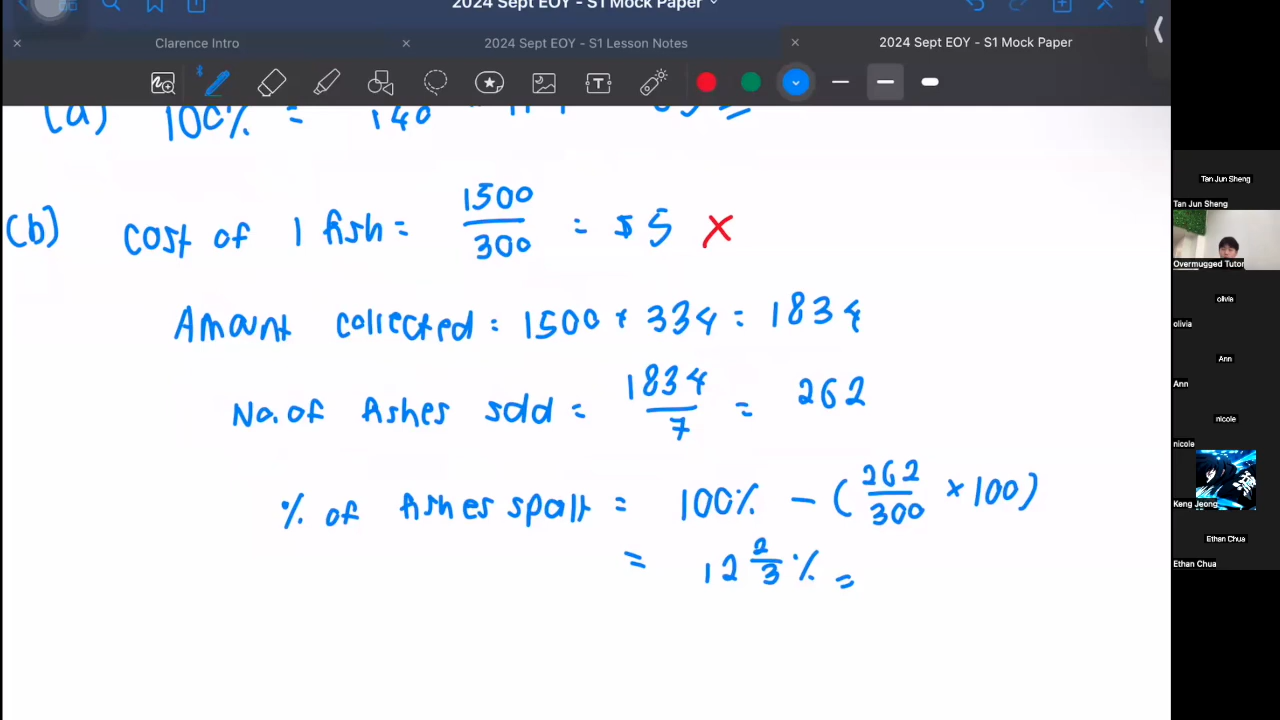 2024 Sept EOY - S1 Mock Paper
Clarence Intro
2024 Sept EOY - S1 Lesson Notes
2024 Sept EOY - S1 Mock Paper
(a) 100% = 140
(b) Cost of 1 fish = 1500/300 = $5 ×
Amount collected = 1500 + 334 = 1834
No. of fishes sold = 1834/7 = 262
% of fishes spoilt = 100% - (262/300 × 100)
= 12 2/3 % =
Tan Jun Sheng
Tan Jun Sheng
Overmugged Tutor
olivia
olivia
Ann
Ann
nicole
nicole
Keng Jeong
Ethan Chua
Ethan Chua